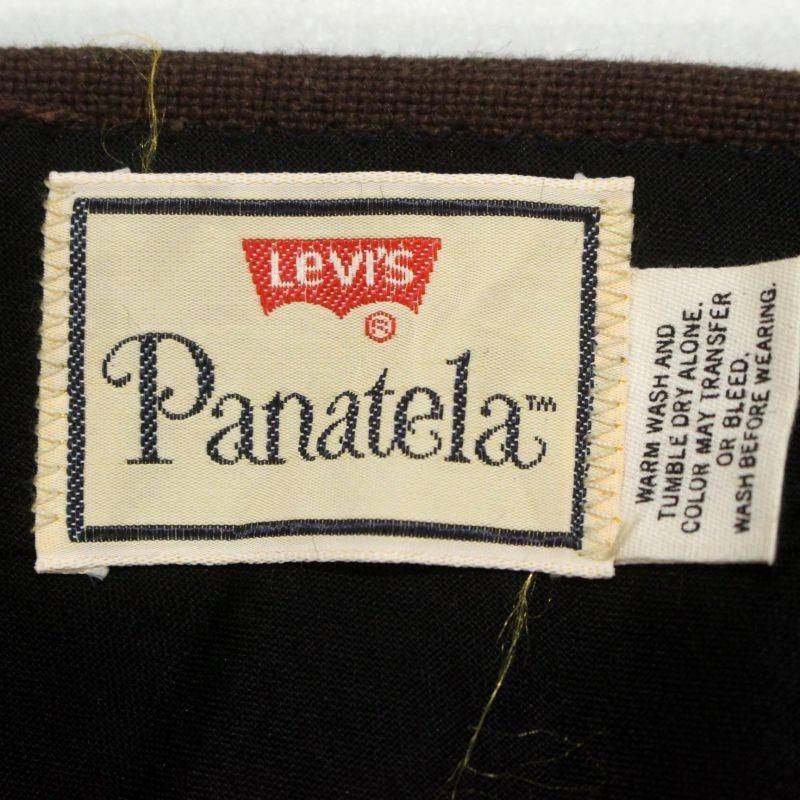 Levi's
®
Panatela™
WARM WASH AND
TUMBLE DRY ALONE.
COLOR MAY TRANSFER
OR BLEED.
WASH BEFORE WEARING.